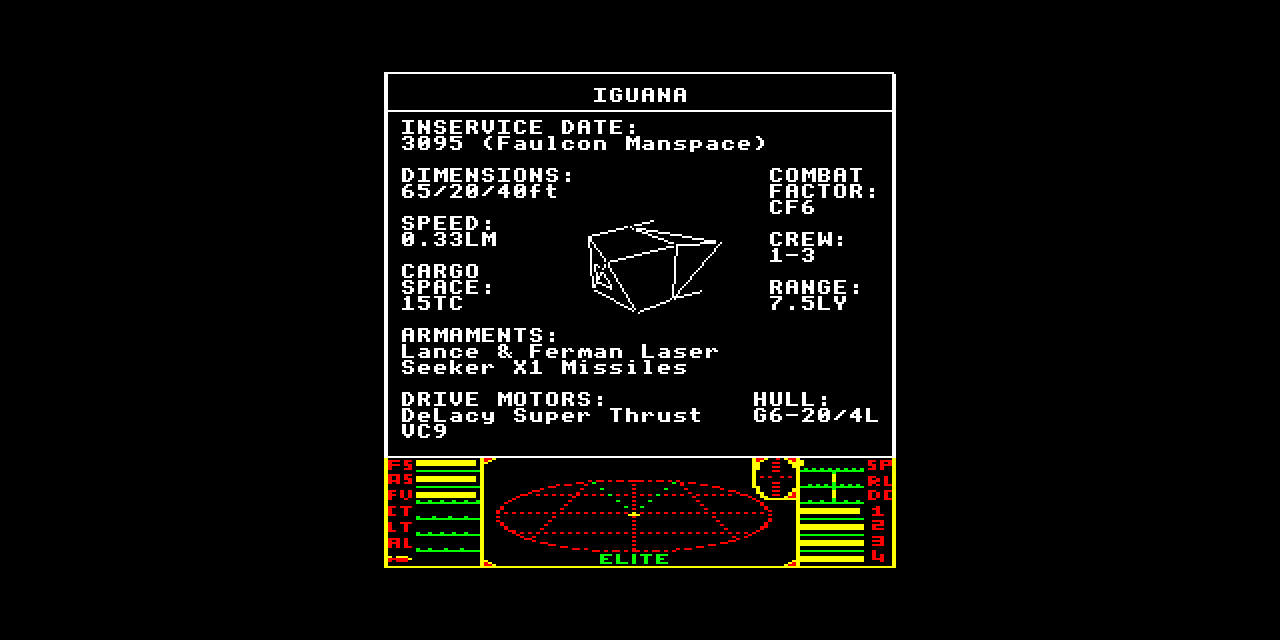 IGUANA
INSERVICE DATE:
3095 (Faulcon Manspace)
DIMENSIONS:
65/20/40ft
COMBAT
FACTOR:
CF6
SPEED:
0.33LM
CREW:
1-3
CARGO
SPACE:
15TC
RANGE:
7.5LY
ARMAMENTS:
Lance & Ferman Laser
Seeker X1 Missiles
DRIVE MOTORS:
DeLacy Super Thrust
VC9
HULL:
G6-20/4L
FS
AS
FV
CT
LT
AL
ELITE
SP
RL
DC
1
2
3
4